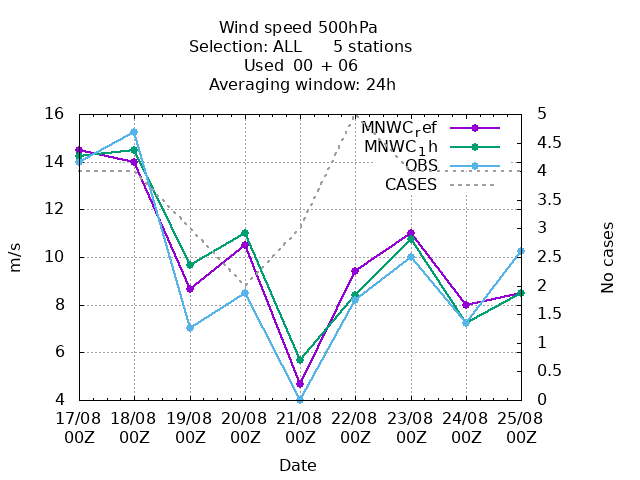 Wind speed 500hPa
Selection: ALL      5 stations
Used  00 + 06
Averaging window: 24h
MNWC_ref
MNWC_1h
OBS
CASES
16
14
12
10
8
6
4
m/s
5
4.5
4
3.5
3
2.5
2
1.5
1
0.5
0
No cases
17/08 18/08 19/08 20/08 21/08 22/08 23/08 24/08 25/08
00Z 00Z 00Z 00Z 00Z 00Z 00Z 00Z 00Z
Date